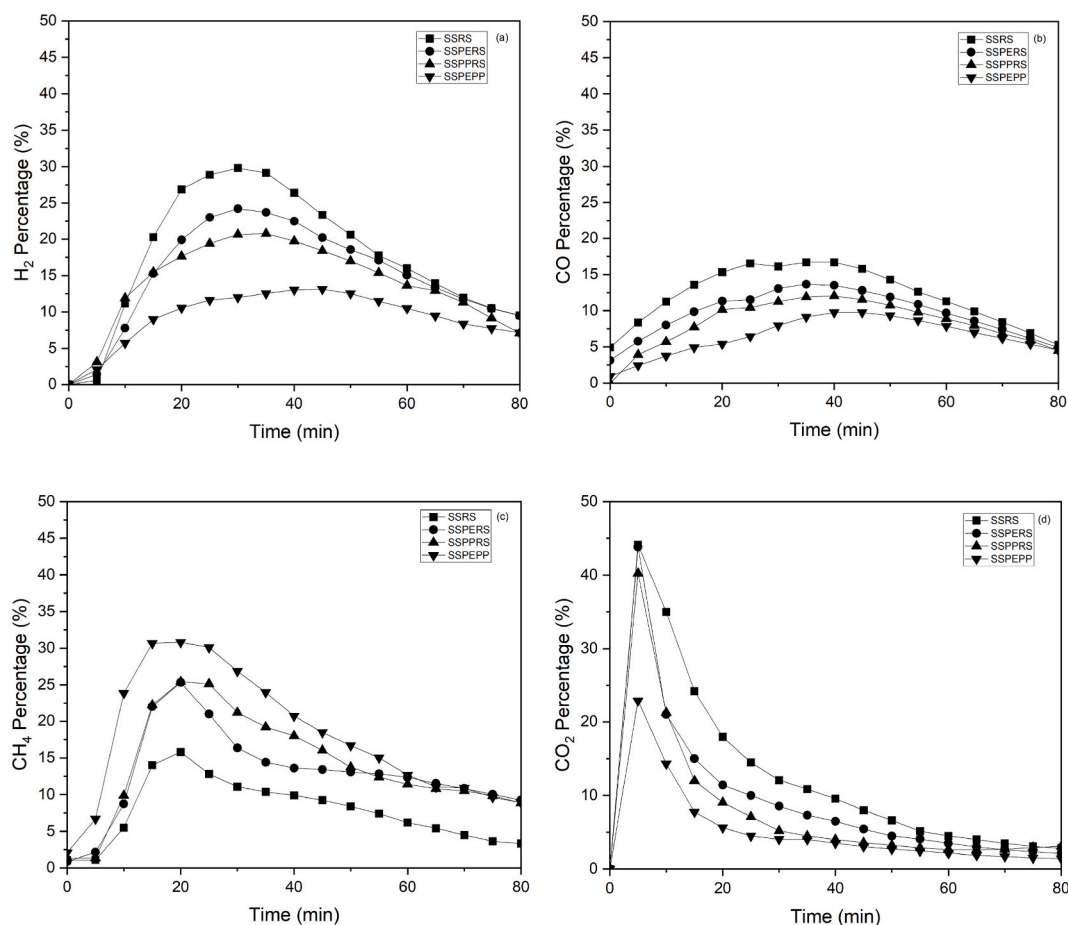 (a)
SSRS
SSPERS
SSPPRS
SSPEPP
H2 Percentage (%)
50
45
40
35
30
25
20
15
10
5
0
0 20 40 60 80
Time (min)
(b)
SSRS
SSPERS
SSPPRS
SSPEPP
CO Percentage (%)
50
45
40
35
30
25
20
15
10
5
0
0 20 40 60 80
Time (min)
(c)
SSRS
SSPERS
SSPPRS
SSPEPP
CH4 Percentage (%)
50
45
40
35
30
25
20
15
10
5
0
0 20 40 60 80
Time (min)
(d)
SSRS
SSPERS
SSPPRS
SSPEPP
CO2 Percentage (%)
50
40
30
20
10
0
0 20 40 60 80
Time (min)